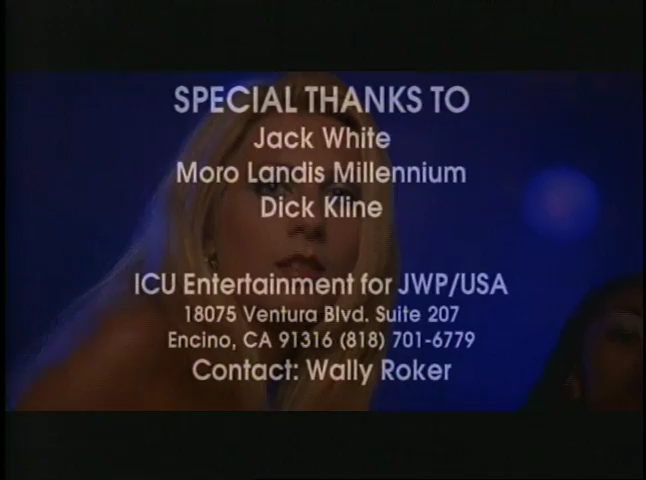 SPECIAL THANKS TO
Jack White
Moro Landis Millennium
Dick Kline
ICU Entertainment for JWP/USA
18075 Ventura Blvd. Suite 207
Encino, CA 91316 (818) 701-6779
Contact: Wally Roker